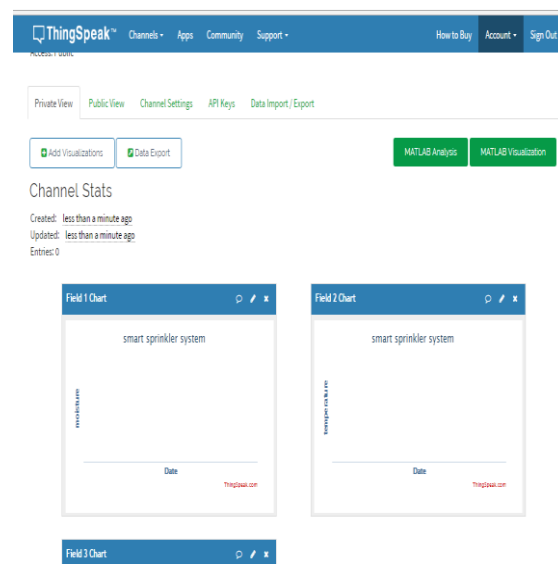 ThingSpeak™ Channels Apps Community Support How to Buy Account Sign Out
Access: Public
Private View Public View Channel Settings API Keys Data Import / Export
Add Visualizations Data Export MATLAB Analysis MATLAB Visualization
Channel Stats
Created: less than a minute ago
Updated: less than a minute ago
Entries: 0
Field 1 Chart Field 2 Chart
smart sprinkler system smart sprinkler system
moisture temperature
Date Date
ThingSpeak.com ThingSpeak.com
Field 3 Chart